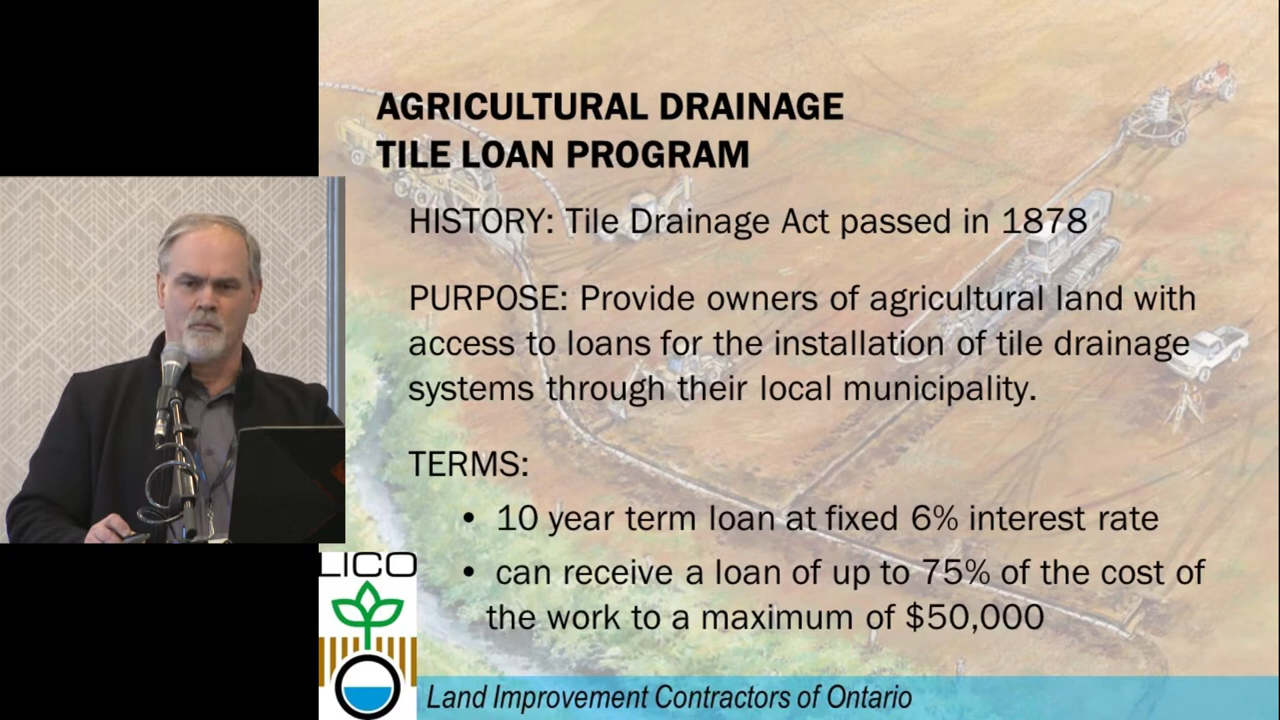 AGRICULTURAL DRAINAGE
TILE LOAN PROGRAM
HISTORY: Tile Drainage Act passed in 1878
PURPOSE: Provide owners of agricultural land with
access to loans for the installation of tile drainage
systems through their local municipality.
TERMS:
• 10 year term loan at fixed 6% interest rate
• can receive a loan of up to 75% of the cost of
the work to a maximum of $50,000
LICO
Land Improvement Contractors of Ontario